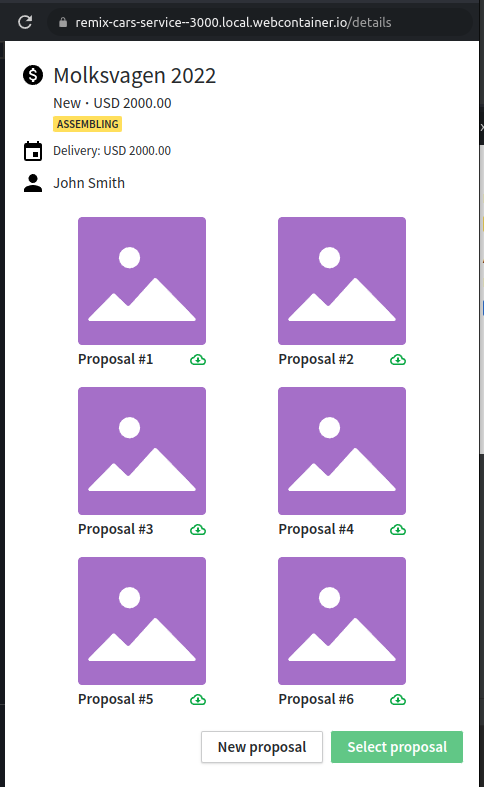 remix-cars-service--3000.local.webcontainer.io/details
Molksvagen 2022
New · USD 2000.00
ASSEMBLING
Delivery: USD 2000.00
John Smith
Proposal #1
Proposal #2
Proposal #3
Proposal #4
Proposal #5
Proposal #6
New proposal
Select proposal